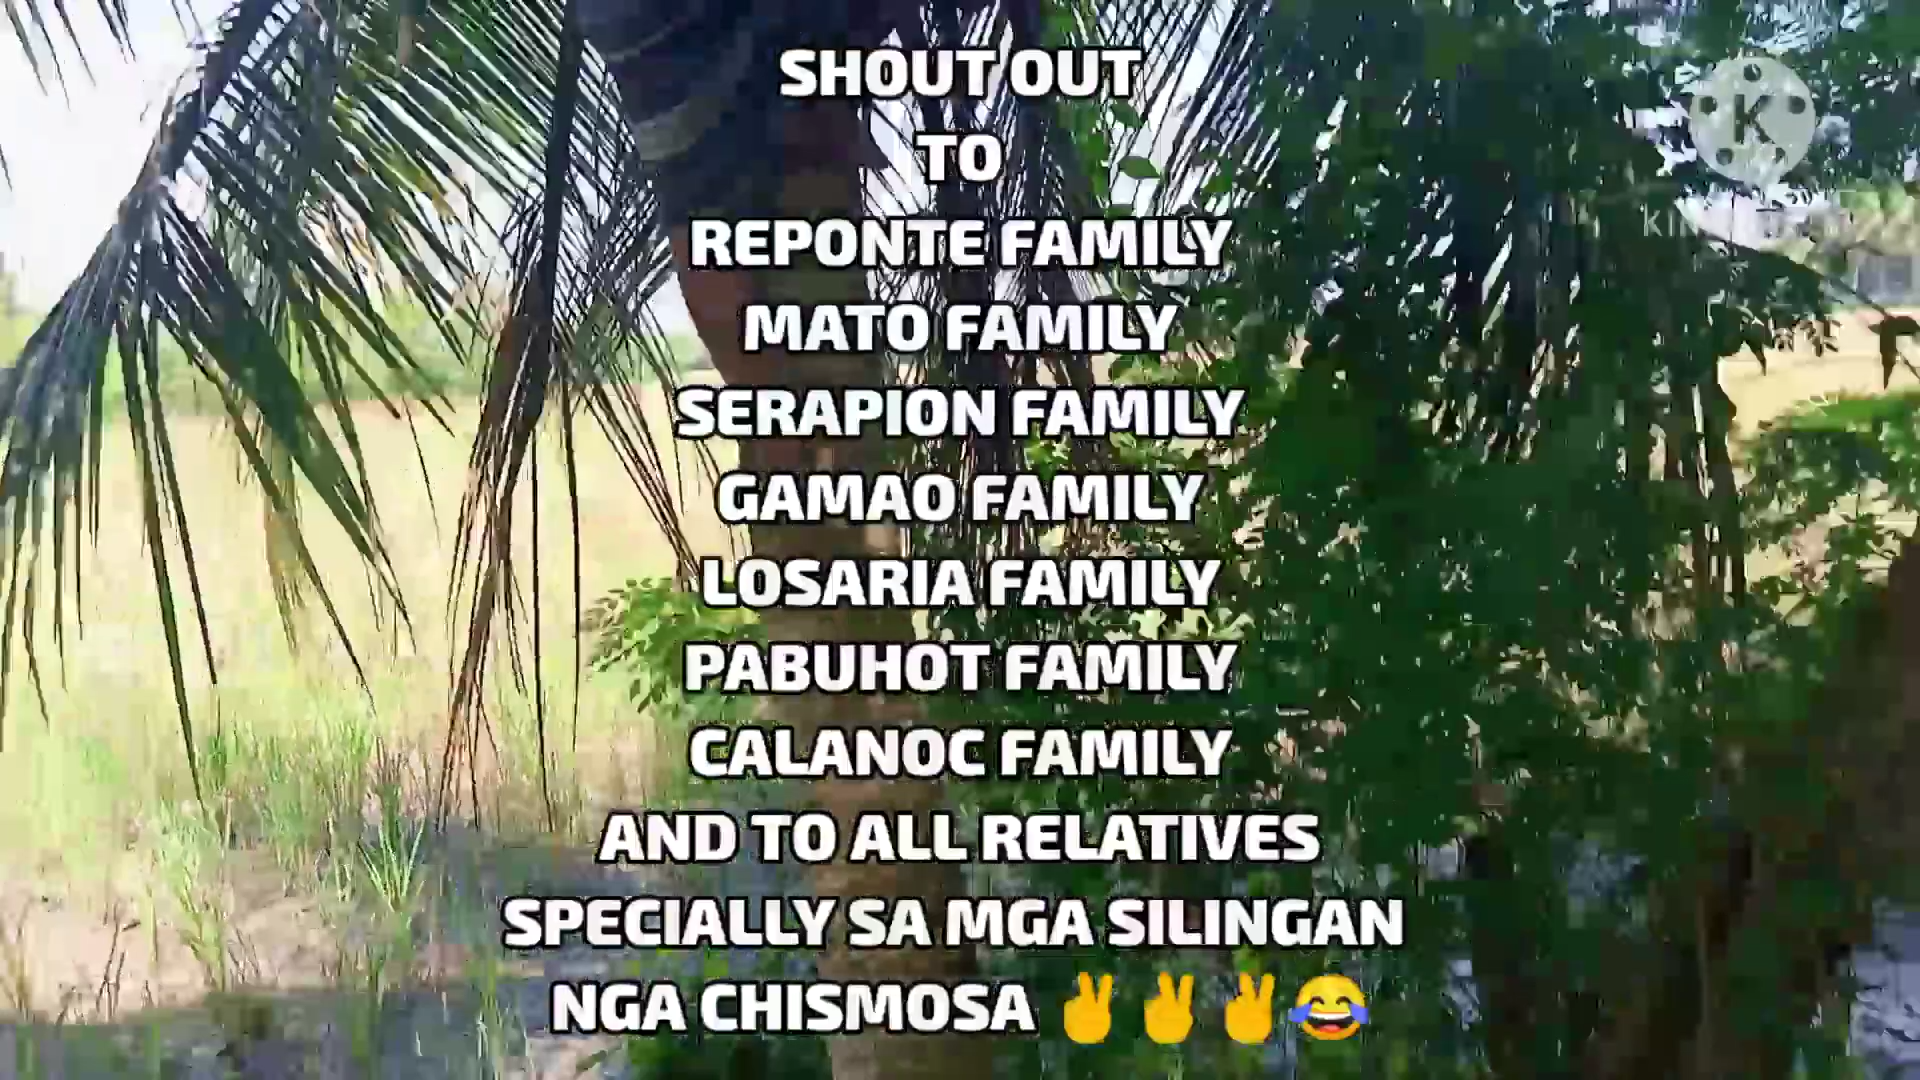 SHOUT OUT
TO
REPONTE FAMILY
MATO FAMILY
SERAPION FAMILY
GAMAO FAMILY
LOSARIA FAMILY
PABUHOT FAMILY
CALANOC FAMILY
AND TO ALL RELATIVES
SPECIALLY SA MGA SILINGAN
NGA CHISMOSA ✌✌✌😂
K